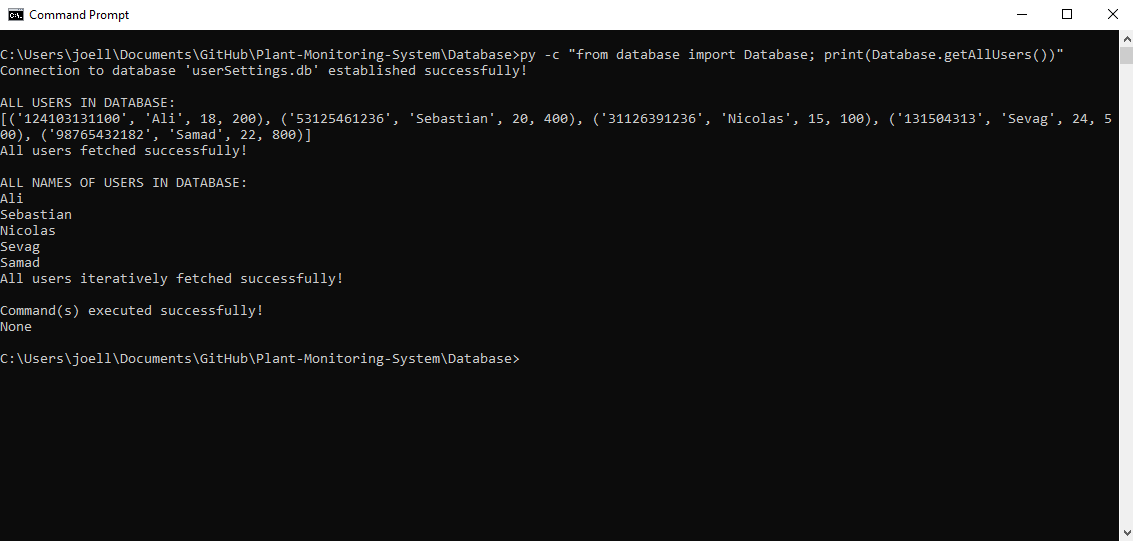 Command Prompt
C:\Users\joell\Documents\GitHub\Plant-Monitoring-System\Database>py -c "from database import Database; print(Database.getAllUsers())"
Connection to database 'userSettings.db' established successfully!
ALL USERS IN DATABASE:
[('124103131100', 'Ali', 18, 200), ('53125461236', 'Sebastian', 20, 400), ('31126391236', 'Nicolas', 15, 100), ('131504313', 'Sevag', 24, 5
00), ('98765432182', 'Samad', 22, 800)]
All users fetched successfully!
ALL NAMES OF USERS IN DATABASE:
Ali
Sebastian
Nicolas
Sevag
Samad
All users iteratively fetched successfully!
Command(s) executed successfully!
None
C:\Users\joell\Documents\GitHub\Plant-Monitoring-System\Database>